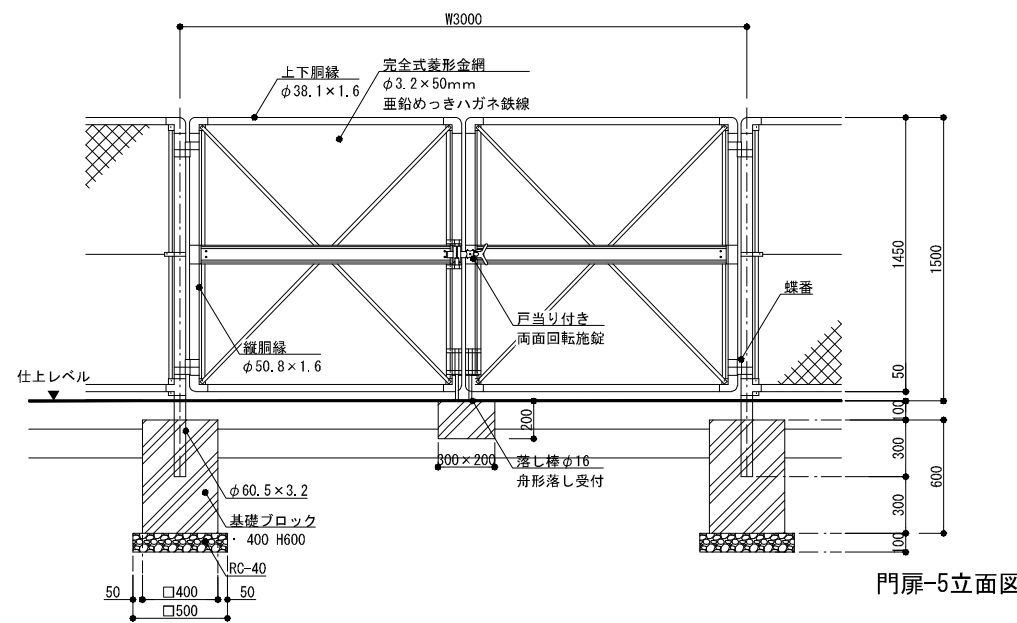 W3000
上下胴縁
φ38.1×1.6
完全式菱形金網
φ3.2×50mm
亜鉛めっきハガネ鉄線
1450
1500
蝶番
戸当り付き
両面回転施錠
縦胴縁
φ50.8×1.6
仕上レベル
50
100
200
300×200
落し棒φ16
舟形落し受付
300
600
φ60.5×3.2
基礎ブロック
400 H600
300
100
RC-40
50
□400
50
□500
門扉-5立面図